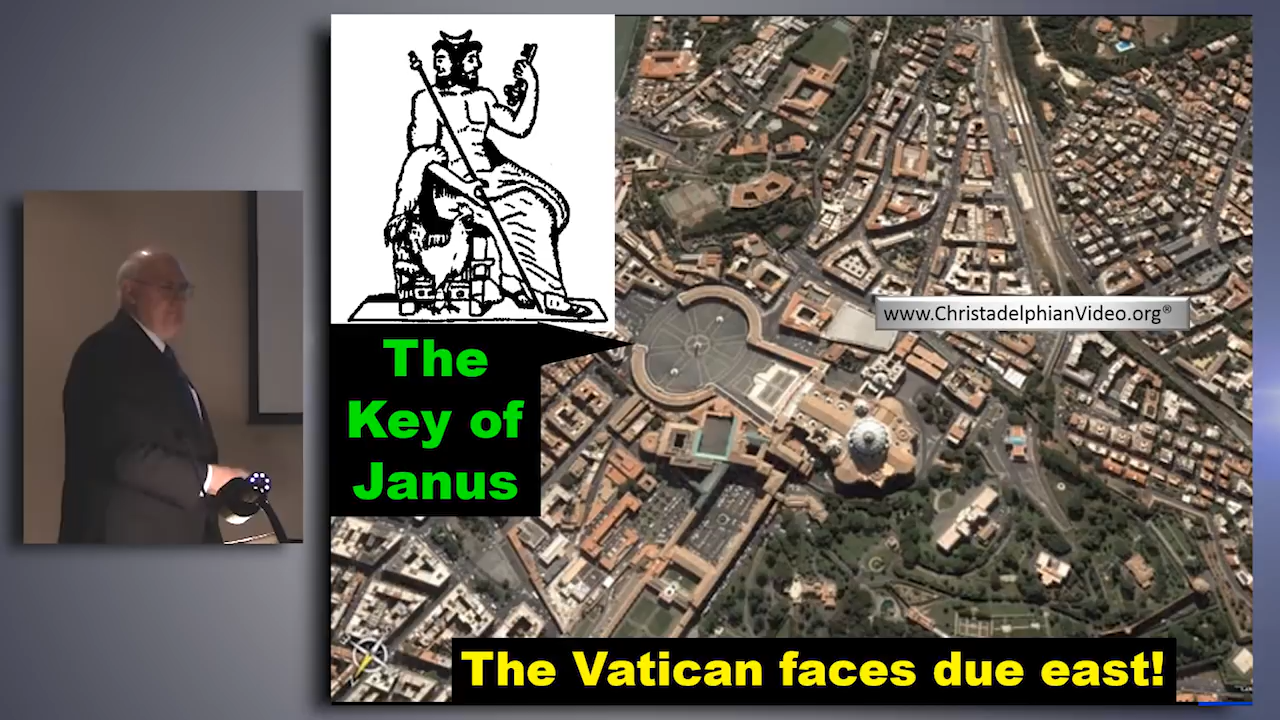 www.ChristadelphianVideo.org®
The
Key of
Janus
The Vatican faces due east!